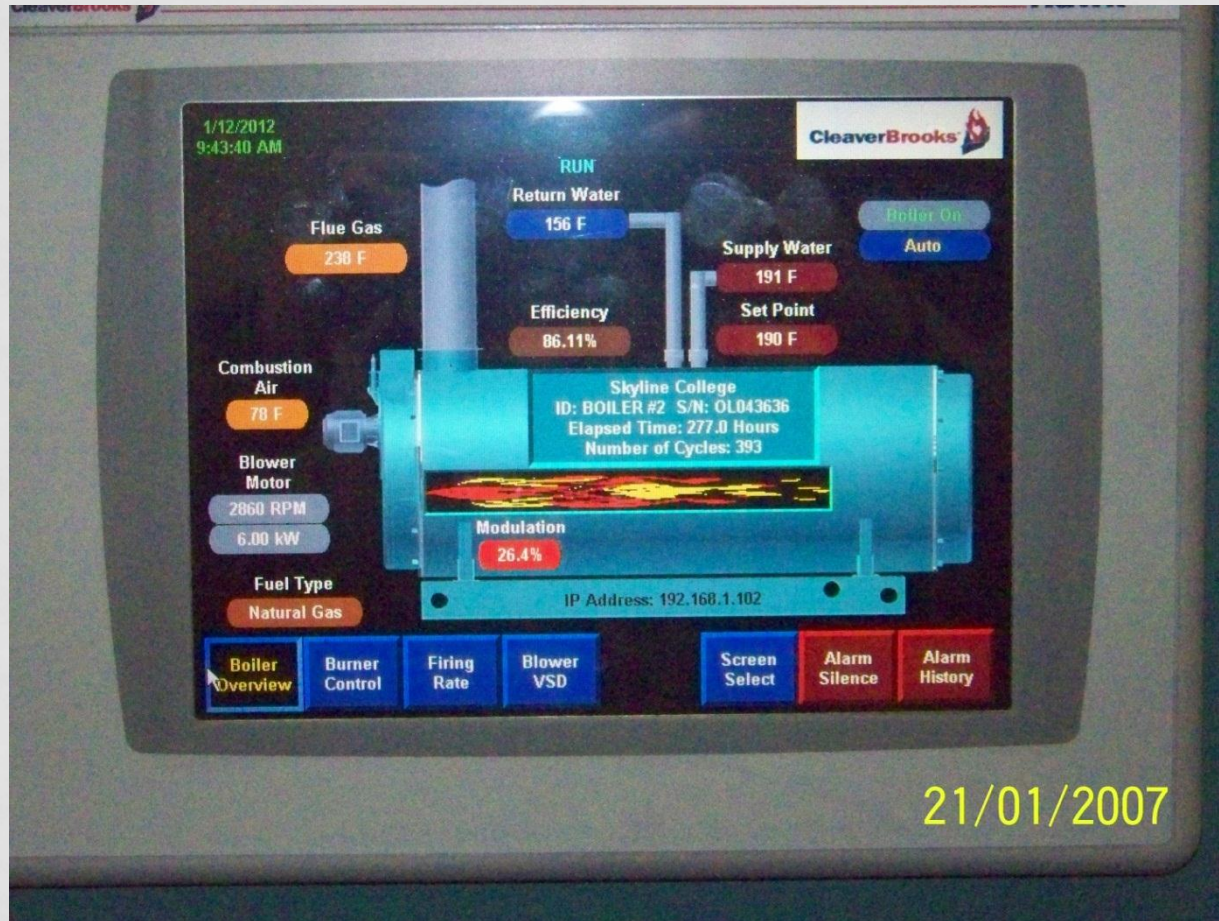 CleaverBrooks
1/12/2012
9:43:40 AM
CleaverBrooks
RUN
Return Water
156 F
Flue Gas
238 F
Boiler On
Auto
Supply Water
191 F
Efficiency
86.11%
Set Point
190 F
Combustion
Air
78 F
Skyline College
ID: BOILER #2 S/N: OL043636
Elapsed Time: 277.0 Hours
Number of Cycles: 393
Blower
Motor
2860 RPM
6.00 kW
Modulation
26.4%
Fuel Type
Natural Gas
IP Address: 192.168.1.102
Boiler
Overview
Burner
Control
Firing
Rate
Blower
VSD
Screen
Select
Alarm
Silence
Alarm
History
21/01/2007